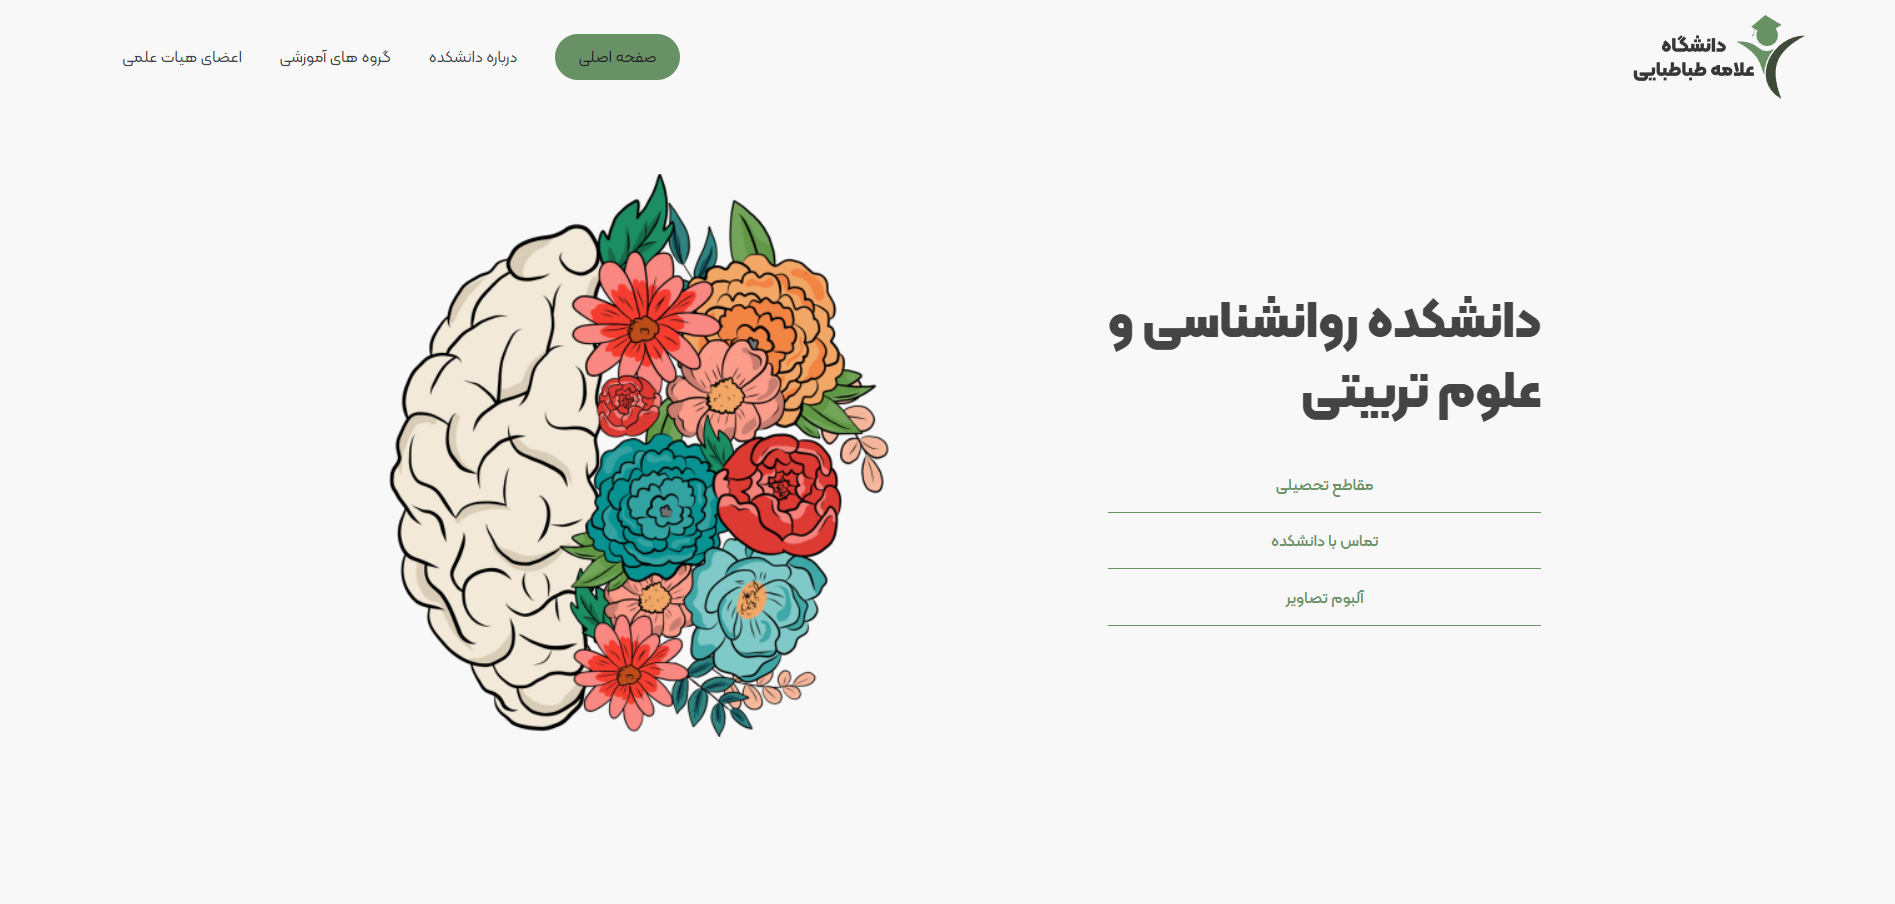 دانشگاه
علامه طباطبایی
صفحه اصلی
درباره دانشکده
گروه های آموزشی
اعضای هیات علمی
دانشکده روانشناسی و
علوم تربیتی
مقاطع تحصیلی
تماس با دانشکده
آلبوم تصاویر